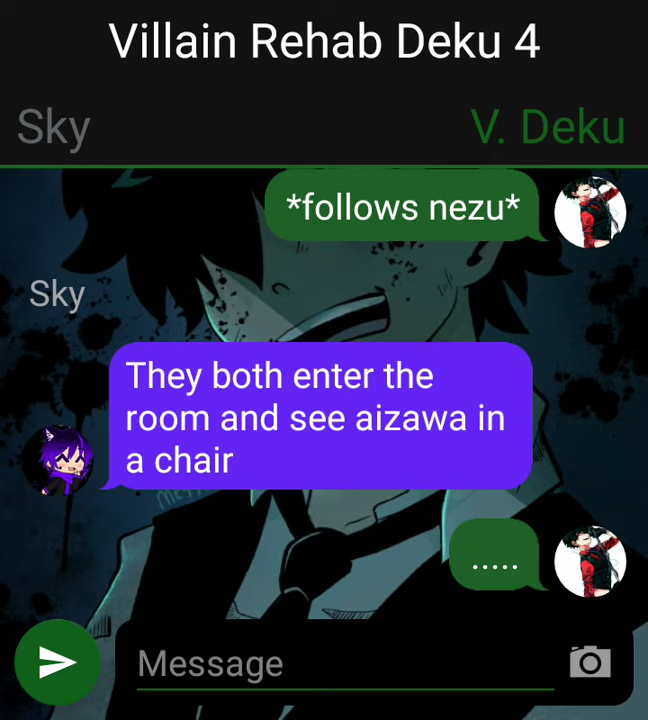 Villain Rehab Deku 4
Sky
V. Deku
*follows nezu*
Sky
They both enter the
room and see aizawa in
a chair
.....
Message